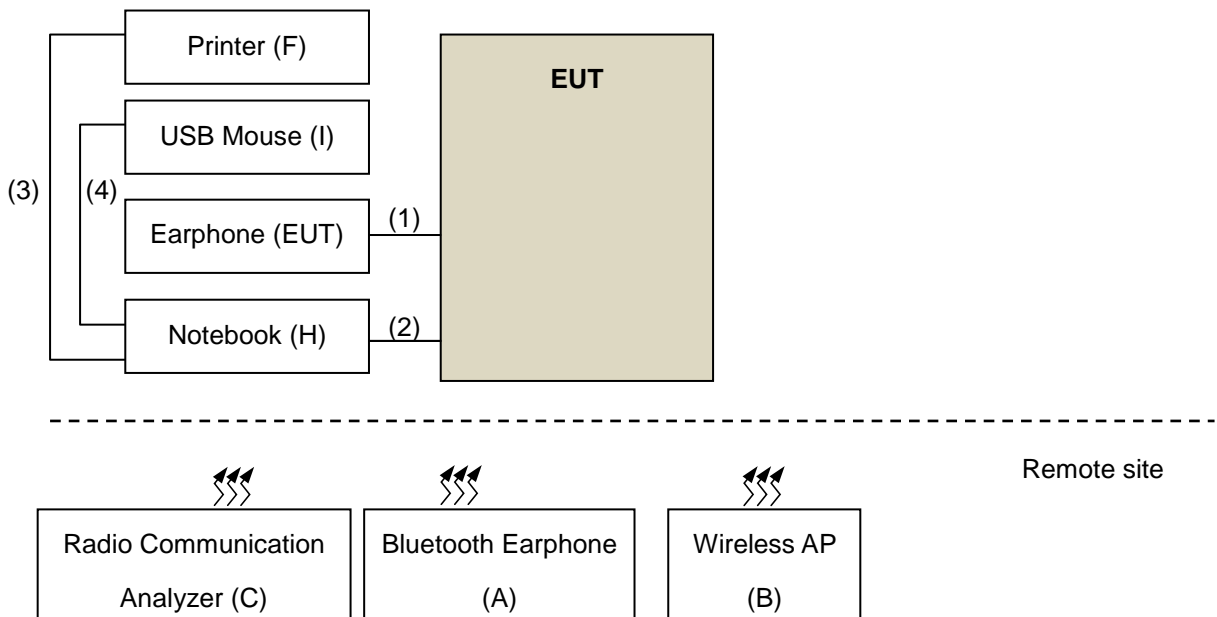 Printer (F)
EUT
USB Mouse (I)
(3)
(4)
Earphone (EUT)
(1)
Notebook (H)
(2)
Remote site
Radio Communication
Analyzer (C)
Bluetooth Earphone
(A)
Wireless AP
(B)